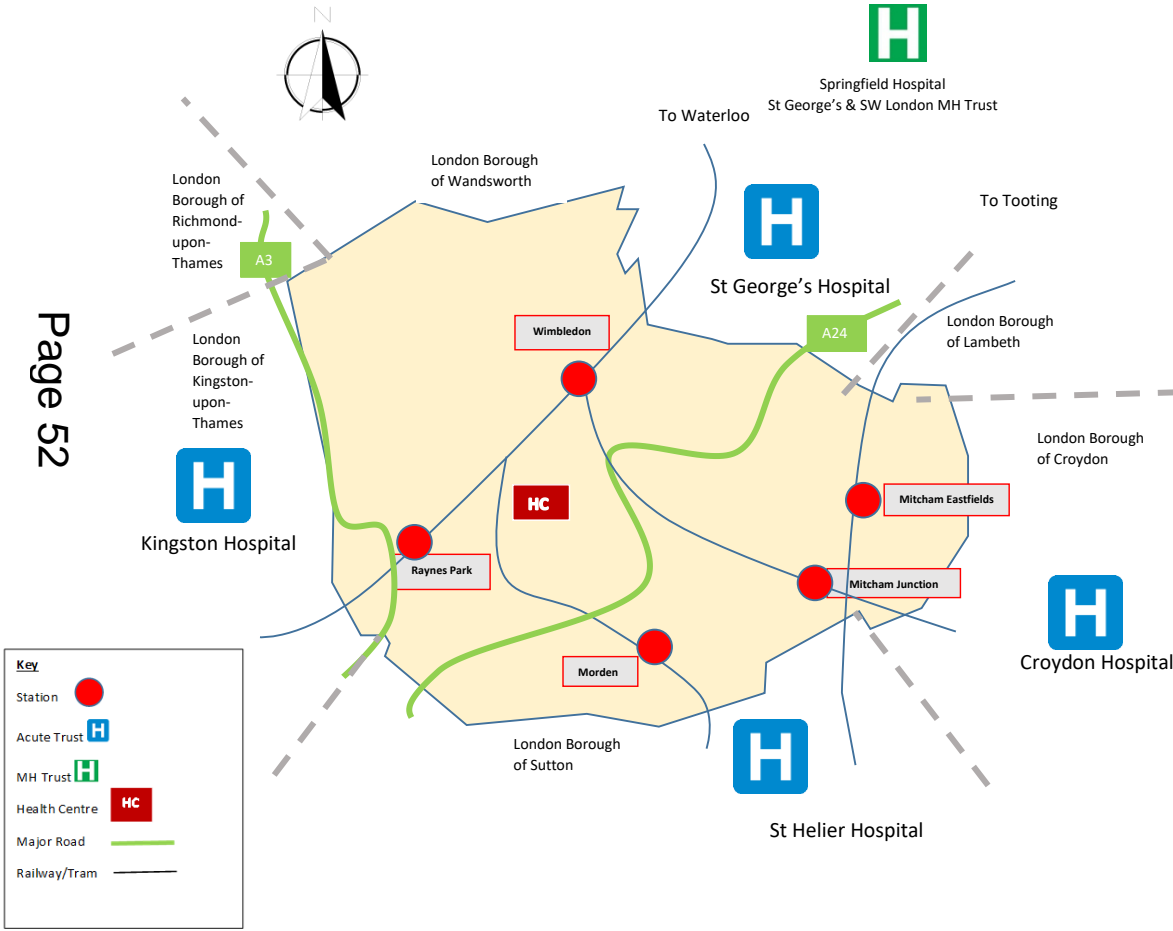 N
H
Springfield Hospital
St George's & SW London MH Trust
To Waterloo
London Borough
of Wandsworth
London
Borough of
Richmond-
upon-
Thames
H
To Tooting
A3
St George's Hospital
A24
London Borough
of Lambeth
Page 52
London
Borough of
Kingston-
upon-
Thames
Wimbledon
London Borough
of Croydon
H
Kingston Hospital
HC
Mitcham Eastfields
Raynes Park
Mitcham Junction
H
Croydon Hospital
Morden
London Borough
of Sutton
H
St Helier Hospital
Key
Station
Acute Trust H
MH Trust H
Health Centre HC
Major Road
Railway/Tram